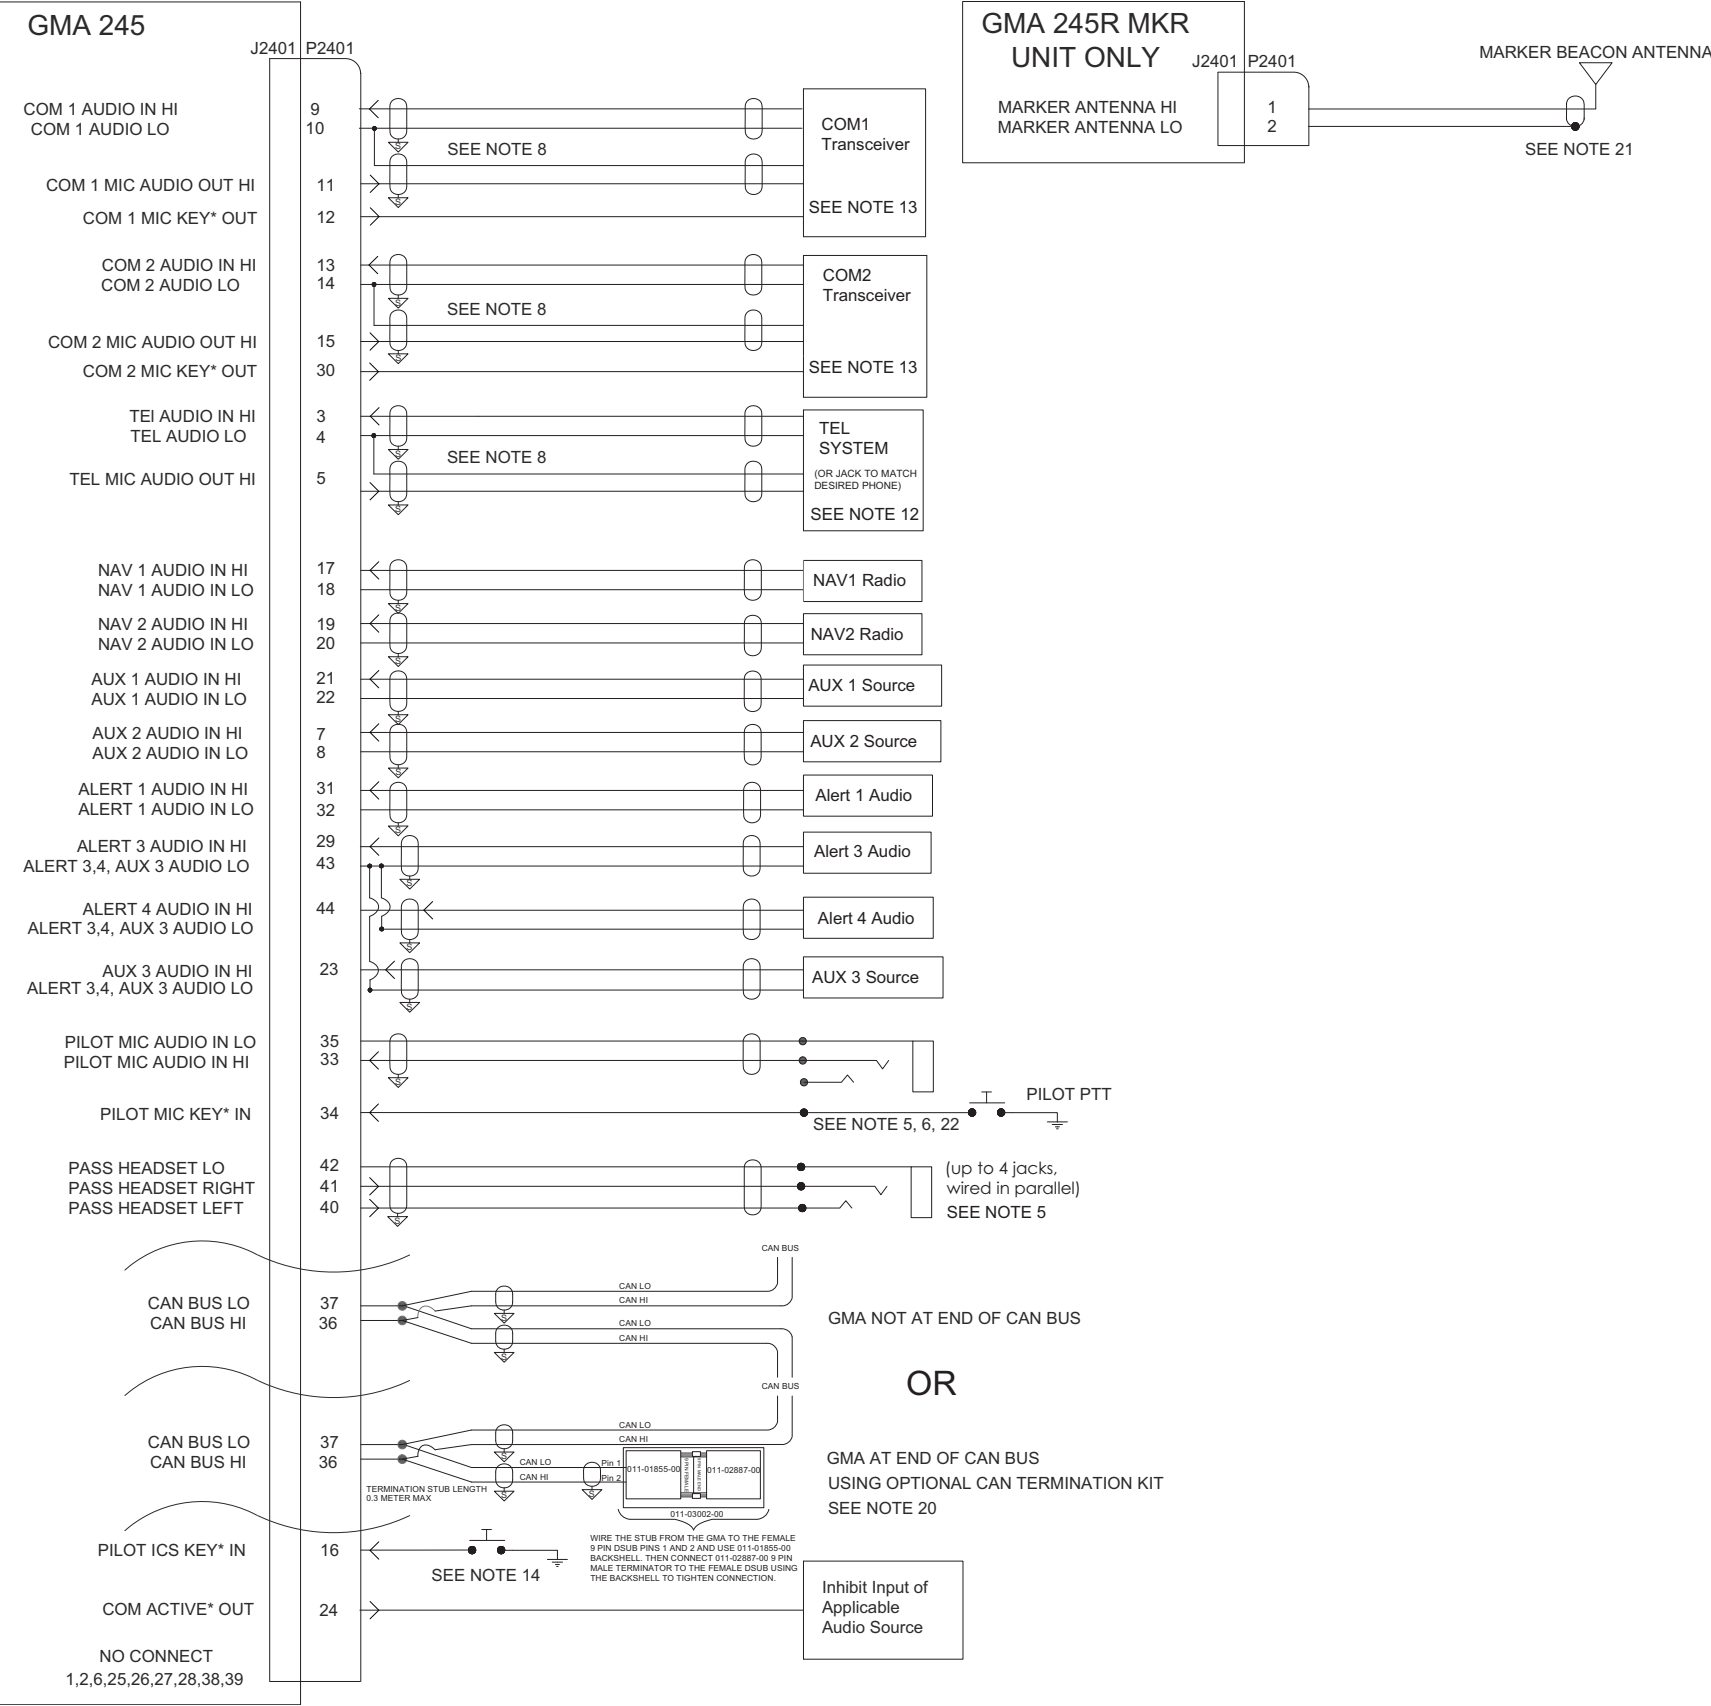 GMA 245
J2401 P2401
COM 1 AUDIO IN HI 9
COM 1 AUDIO LO 10
SEE NOTE 8
COM 1 MIC AUDIO OUT HI 11
COM 1 MIC KEY* OUT 12
COM1
Transceiver
SEE NOTE 13
COM 2 AUDIO IN HI 13
COM 2 AUDIO LO 14
SEE NOTE 8
COM 2 MIC AUDIO OUT HI 15
COM 2 MIC KEY* OUT 30
COM2
Transceiver
SEE NOTE 13
TEI AUDIO IN HI 3
TEL AUDIO LO 4
SEE NOTE 8
TEL MIC AUDIO OUT HI 5
TEL
SYSTEM
(OR JACK TO MATCH
DESIRED PHONE)
SEE NOTE 12
NAV 1 AUDIO IN HI 17
NAV 1 AUDIO IN LO 18
NAV1 Radio
NAV 2 AUDIO IN HI 19
NAV 2 AUDIO IN LO 20
NAV2 Radio
AUX 1 AUDIO IN HI 21
AUX 1 AUDIO IN LO 22
AUX 1 Source
AUX 2 AUDIO IN HI 7
AUX 2 AUDIO IN LO 8
AUX 2 Source
ALERT 1 AUDIO IN HI 31
ALERT 1 AUDIO IN LO 32
Alert 1 Audio
ALERT 3 AUDIO IN HI 29
ALERT 3,4, AUX 3 AUDIO LO 43
Alert 3 Audio
ALERT 4 AUDIO IN HI 44
ALERT 3,4, AUX 3 AUDIO LO
Alert 4 Audio
AUX 3 AUDIO IN HI 23
ALERT 3,4, AUX 3 AUDIO LO
AUX 3 Source
PILOT MIC AUDIO IN LO 35
PILOT MIC AUDIO IN HI 33
PILOT MIC KEY* IN 34
PILOT PTT
SEE NOTE 5, 6, 22
PASS HEADSET LO 42
PASS HEADSET RIGHT 41
PASS HEADSET LEFT 40
(up to 4 jacks,
wired in parallel)
SEE NOTE 5
CAN BUS
CAN LO
CAN HI
CAN BUS LO 37
CAN BUS HI 36
CAN LO
CAN HI
GMA NOT AT END OF CAN BUS
CAN BUS
OR
CAN LO
CAN HI
CAN BUS LO 37
CAN BUS HI 36
CAN LO Pin 1
CAN HI Pin 2
011-01855-00
9 PIN FEMALE
9 PIN MALE END
011-02887-00
011-03002-00
TERMINATION STUB LENGTH
0.3 METER MAX
GMA AT END OF CAN BUS
USING OPTIONAL CAN TERMINATION KIT
SEE NOTE 20
WIRE THE STUB FROM THE GMA TO THE FEMALE
9 PIN DSUB PINS 1 AND 2 AND USE 011-01855-00
BACKSHELL. THEN CONNECT 011-02887-00 9 PIN
MALE TERMINATOR TO THE FEMALE DSUB USING
THE BACKSHELL TO TIGHTEN CONNECTION.
PILOT ICS KEY* IN 16
SEE NOTE 14
COM ACTIVE* OUT 24
Inhibit Input of
Applicable
Audio Source
NO CONNECT
1,2,6,25,26,27,28,38,39
GMA 245R MKR
UNIT ONLY
J2401 P2401
MARKER ANTENNA HI 1
MARKER ANTENNA LO 2
MARKER BEACON ANTENNA
SEE NOTE 21